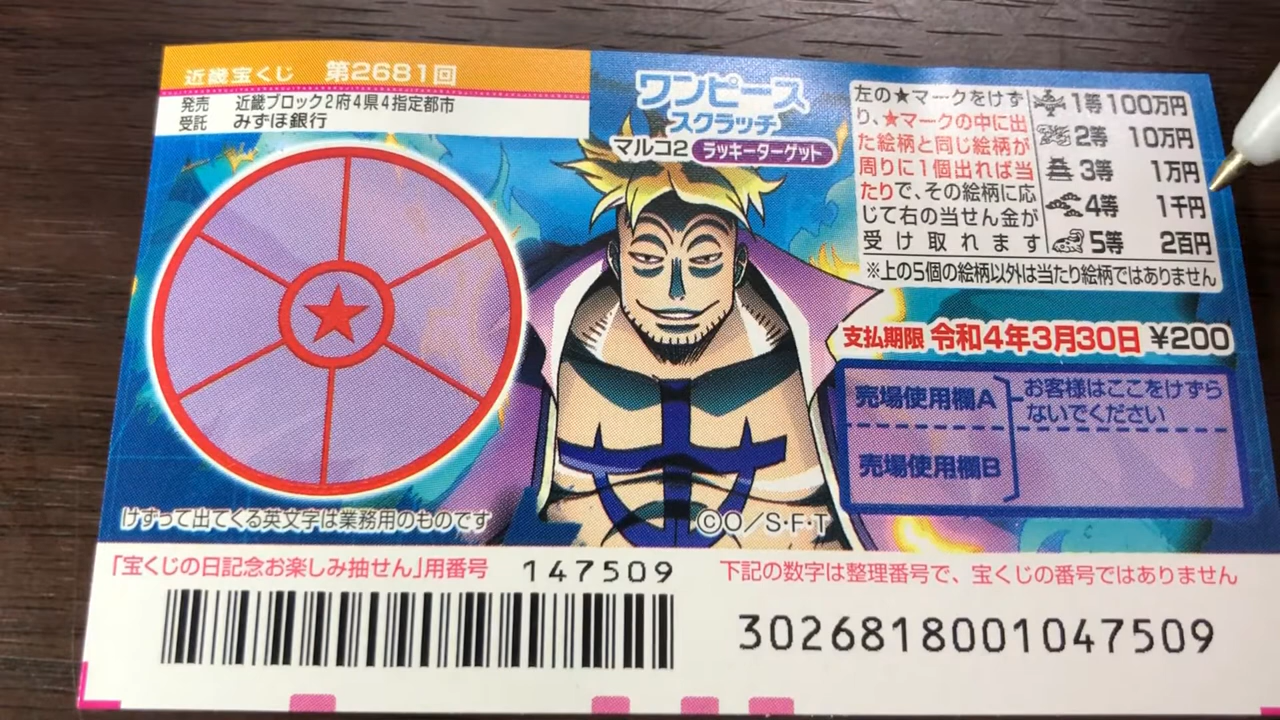 近畿宝くじ 第2681回
発売 近畿ブロック2府4県4指定都市
受託 みずほ銀行
ワンピース
スクラッチ
マルコ2 ラッキーターゲット
左の★マークをけず
り、★マークの中に出
た絵柄と同じ絵柄が
周りに1個出れば当
たりで、その絵柄に応
じて右の当せん金が
受け取れます
1等 100万円
2等 10万円
3等 1万円
4等 1千円
5等 2百円
※上の5個の絵柄以外は当たり絵柄ではありません
支払期限 令和4年3月30日 ¥200
売場使用欄A
お客様はここをけずら
ないでください
売場使用欄B
けずって出てくる英文字は業務用のものです
©O/S・F・T
「宝くじの日記念お楽しみ抽せん」用番号 147509
下記の数字は整理番号で、宝くじの番号ではありません
3026818001047509